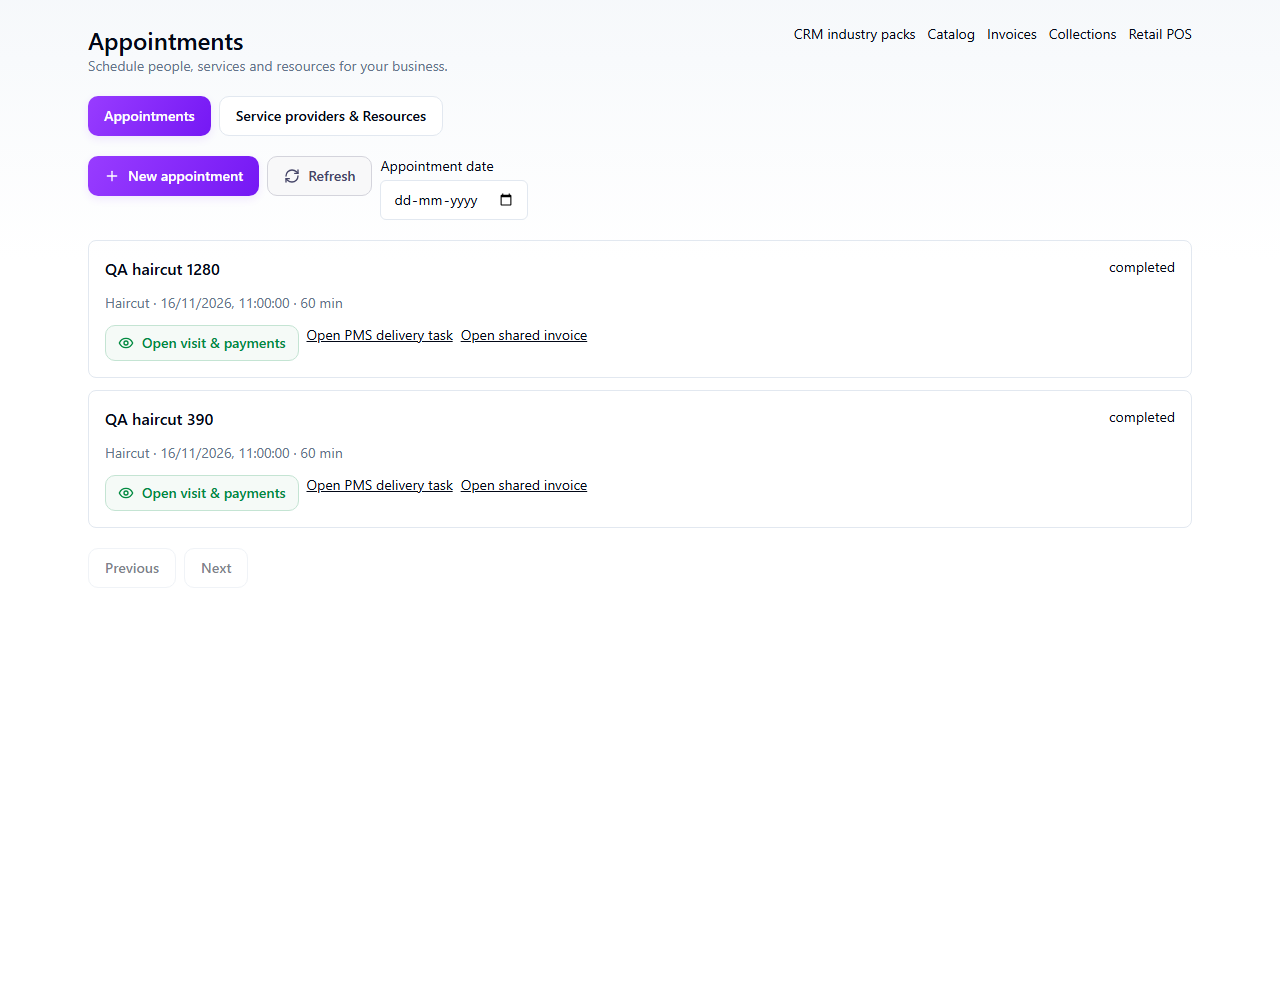 Appointments
Schedule people, services and resources for your business.
CRM industry packs Catalog Invoices Collections Retail POS
Appointments Service providers & Resources
New appointment Refresh Appointment date
dd-mm-yyyy
QA haircut 1280 completed
Haircut · 16/11/2026, 11:00:00 · 60 min
Open visit & payments Open PMS delivery task Open shared invoice
QA haircut 390 completed
Haircut · 16/11/2026, 11:00:00 · 60 min
Open visit & payments Open PMS delivery task Open shared invoice
Previous Next